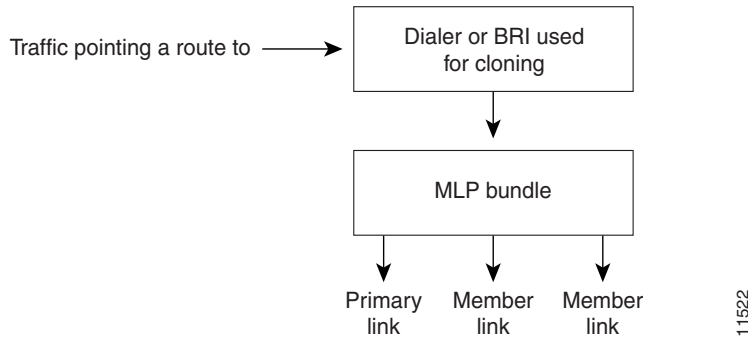 Traffic pointing a route to
Dialer or BRI used
for cloning
MLP bundle
Primary
link
Member
link
Member
link
11522